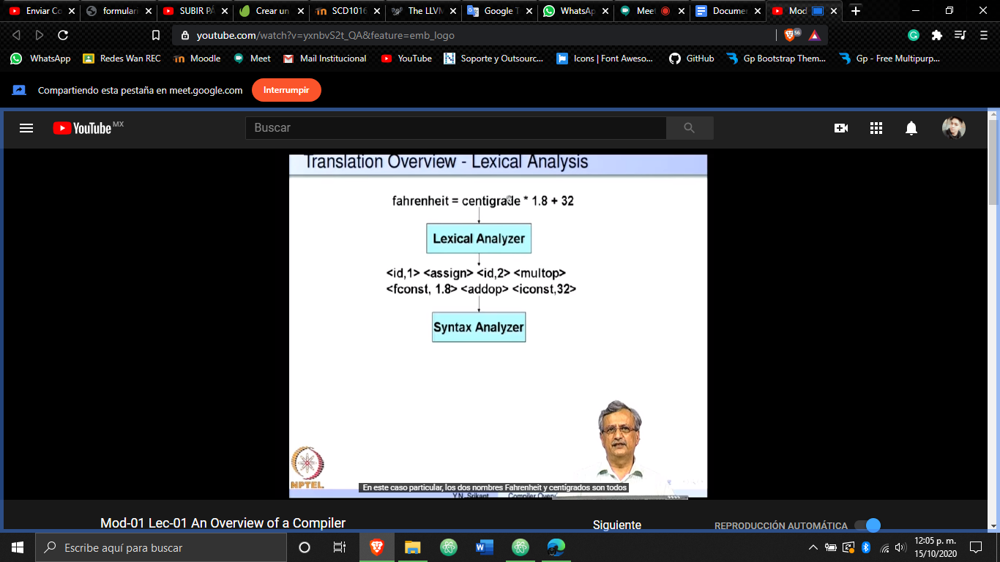 Enviar Co
formulari
SUBIR PÁ
Crear un
SCD1016
The LLVM
Google T
WhatsAp
Meet
Documer
Mod
youtube.com/watch?v=yxnbvS2t_QA&feature=emb_logo
56
WhatsApp
Redes Wan REC
Moodle
Meet
Mail Institucional
YouTube
Soporte y Outsourc...
Icons | Font Aweso...
GitHub
Gp Bootstrap Them...
Gp - Free Multipurp...
Compartiendo esta pestaña en meet.google.com
Interrumpir
YouTube MX
Buscar
Translation Overview - Lexical Analysis
fahrenheit = centigrade * 1.8 + 32
Lexical Analyzer
<id,1> <assign> <id,2> <multop>
<fconst, 1.8> <addop> <iconst,32>
Syntax Analyzer
NPTEL
En este caso particular, los dos nombres Fahrenheit y centígrados son todos
Y.N. Srikant
Compiler Overv
Mod-01 Lec-01 An Overview of a Compiler
Siguiente
REPRODUCCIÓN AUTOMÁTICA
Escribe aquí para buscar
12:05 p. m.
15/10/2020